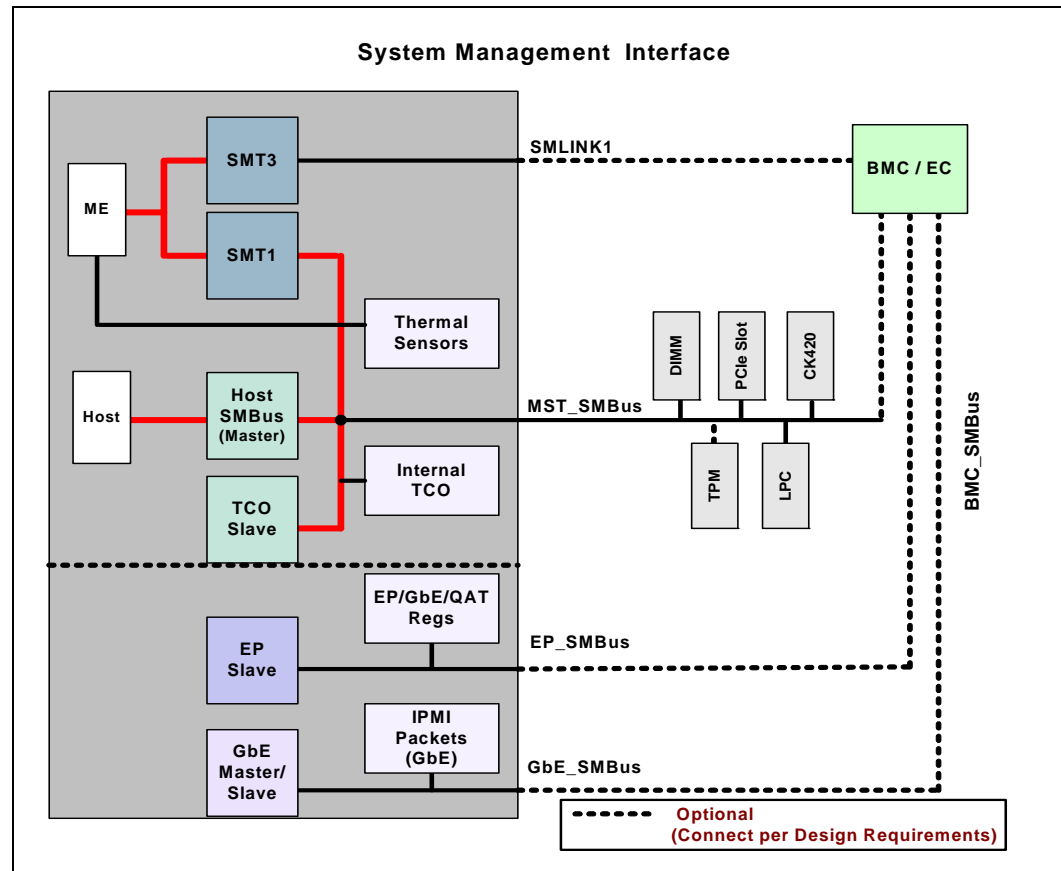 System Management Interface
SMT3
SMLINK1
BMC / EC
ME
SMT1
Thermal
Sensors
DIMM
PCIe Slot
CK420
Host
Host
SMBus
(Master)
MST_SMBus
Internal
TCO
TPM
LPC
BMC_SMBus
TCO
Slave
EP/GbE/QAT
Regs
EP
Slave
EP_SMBus
IPMI
Packets
(GbE)
GbE
Master/
Slave
GbE_SMBus
Optional
(Connect per Design Requirements)